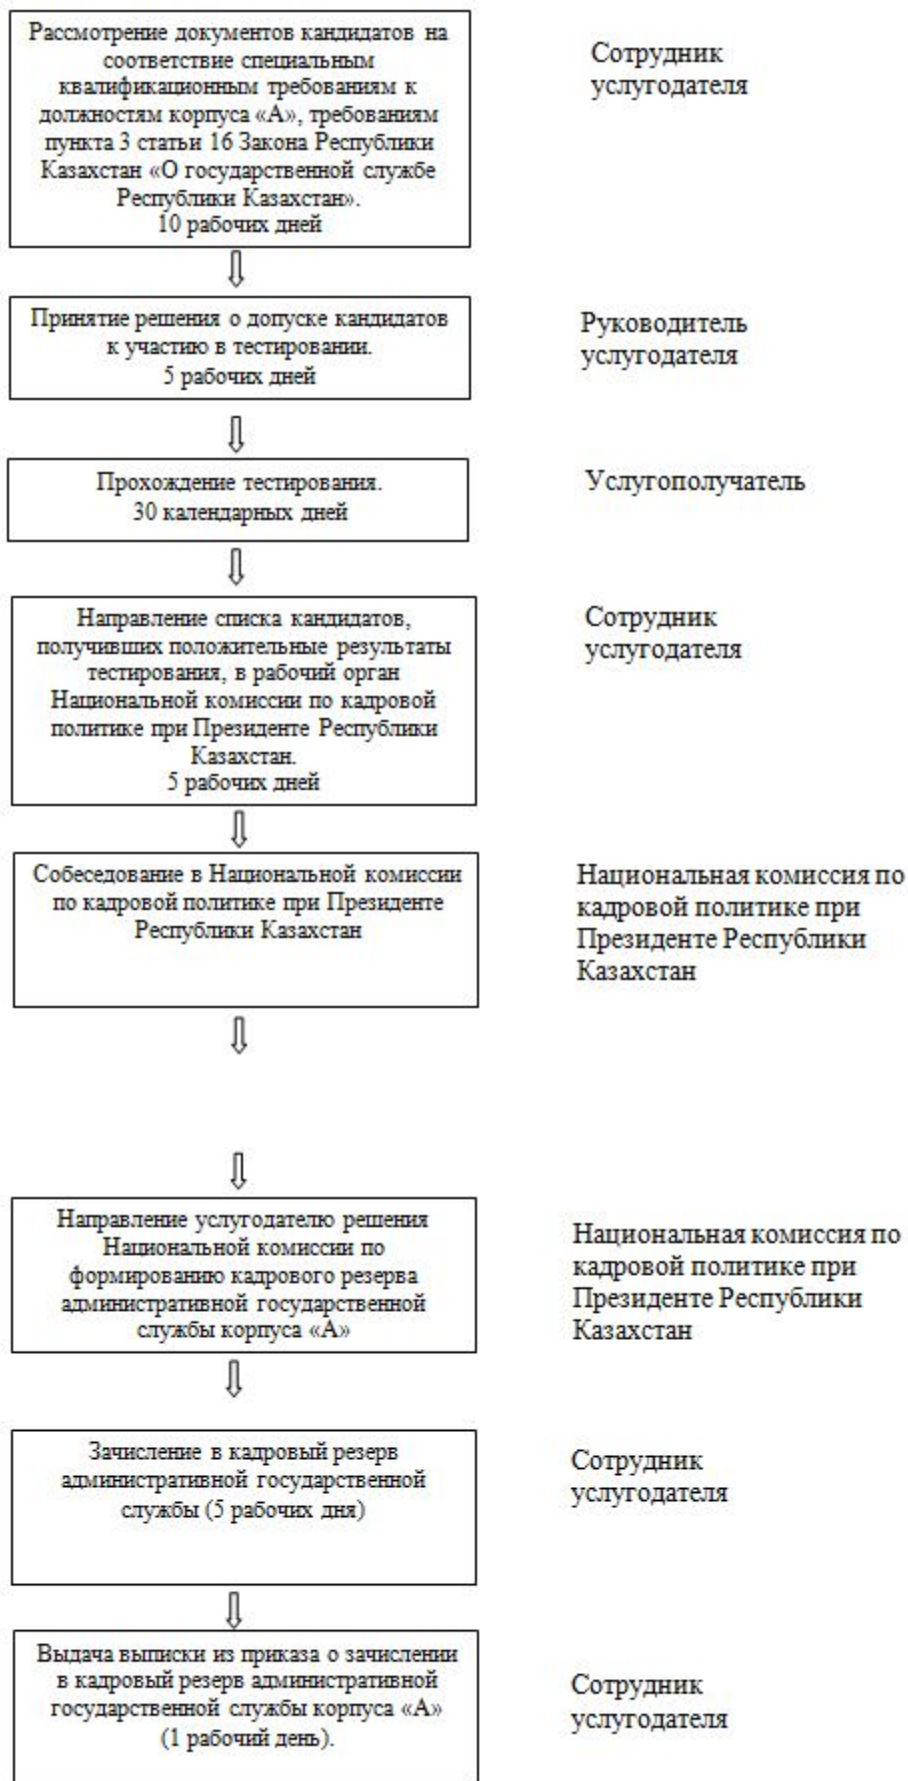 Рассмотрение документов кандидатов на
соответствие специальным
квалификационным требованиям к
должностям корпуса «А», требованиям
пункта 3 статьи 16 Закона Республики
Казахстан «О государственной службе
Республики Казахстан».
10 рабочих дней
Сотрудник
услугодателя
Принятие решения о допуске кандидатов
к участию в тестировании.
5 рабочих дней
Руководитель
услугодателя
Прохождение тестирования.
30 календарных дней
Услугополучатель
Направление списка кандидатов,
получивших положительные результаты
тестирования, в рабочий орган
Национальной комиссии по кадровой
политике при Президенте Республики
Казахстан.
5 рабочих дней
Сотрудник
услугодателя
Собеседование в Национальной комиссии
по кадровой политике при Президенте
Республики Казахстан
Национальная комиссия по
кадровой политике при
Президенте Республики
Казахстан
Направление услугодателю решения
Национальной комиссии по
формированию кадрового резерва
административной государственной
службы корпуса «А»
Национальная комиссия по
кадровой политике при
Президенте Республики
Казахстан
Зачисление в кадровый резерв
административной государственной
службы (5 рабочих дня)
Сотрудник
услугодателя
Выдача выписки из приказа о зачислении
в кадровый резерв административной
государственной службы корпуса «А»
(1 рабочий день).
Сотрудник
услугодателя